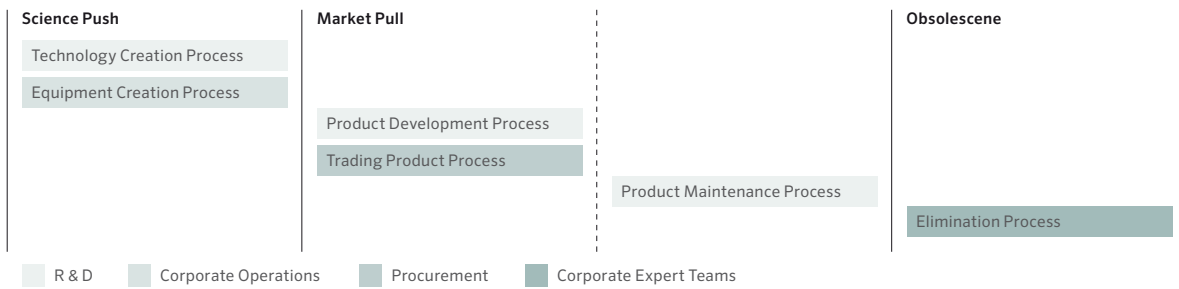 Science Push
Market Pull
Obsolescene
Technology Creation Process
Equipment Creation Process
Product Development Process
Trading Product Process
Product Maintenance Process
Elimination Process
R & D
Corporate Operations
Procurement
Corporate Expert Teams